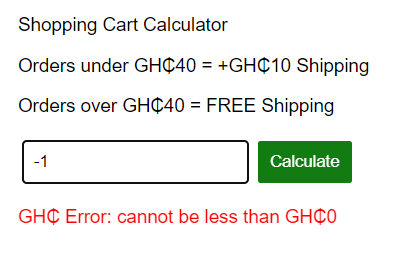 Shopping Cart Calculator
Orders under GH₵40 = +GH₵10 Shipping
Orders over GH₵40 = FREE Shipping
-1
Calculate
GH₵ Error: cannot be less than GH₵0